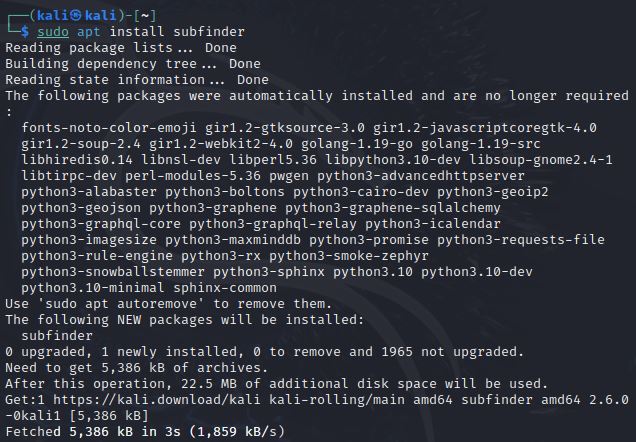 ┌──(kali㉿kali)-[~]
└─$ sudo apt install subfinder
Reading package lists... Done
Building dependency tree... Done
Reading state information... Done
The following packages were automatically installed and are no longer required
:
  fonts-noto-color-emoji gir1.2-gtksource-3.0 gir1.2-javascriptcoregtk-4.0
  gir1.2-soup-2.4 gir1.2-webkit2-4.0 golang-1.19-go golang-1.19-src
  libhiredis0.14 libnsl-dev libperl5.36 libpython3.10-dev libsoup-gnome2.4-1
  libtirpc-dev perl-modules-5.36 pwgen python3-advancedhttpserver
  python3-alabaster python3-boltons python3-cairo-dev python3-geoip2
  python3-geojson python3-graphene python3-graphene-sqlalchemy
  python3-graphql-core python3-graphql-relay python3-icalendar
  python3-imagesize python3-maxminddb python3-promise python3-requests-file
  python3-rule-engine python3-rx python3-smoke-zephyr
  python3-snowballstemmer python3-sphinx python3.10 python3.10-dev
  python3.10-minimal sphinx-common
Use 'sudo apt autoremove' to remove them.
The following NEW packages will be installed:
  subfinder
0 upgraded, 1 newly installed, 0 to remove and 1965 not upgraded.
Need to get 5,386 kB of archives.
After this operation, 22.5 MB of additional disk space will be used.
Get:1 https://kali.download/kali kali-rolling/main amd64 subfinder amd64 2.6.0
-0kali1 [5,386 kB]
Fetched 5,386 kB in 3s (1,859 kB/s)